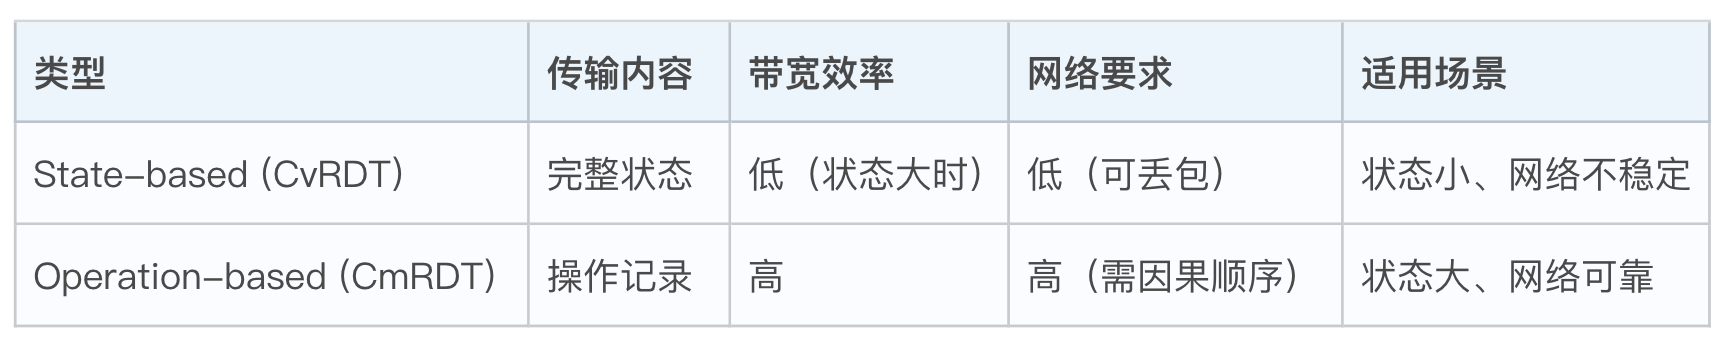 类型 传输内容 带宽效率 网络要求 适用场景
State-based (CvRDT) 完整状态 低（状态大时） 低（可丢包） 状态小、网络不稳定
Operation-based (CmRDT) 操作记录 高 高（需因果顺序） 状态大、网络可靠